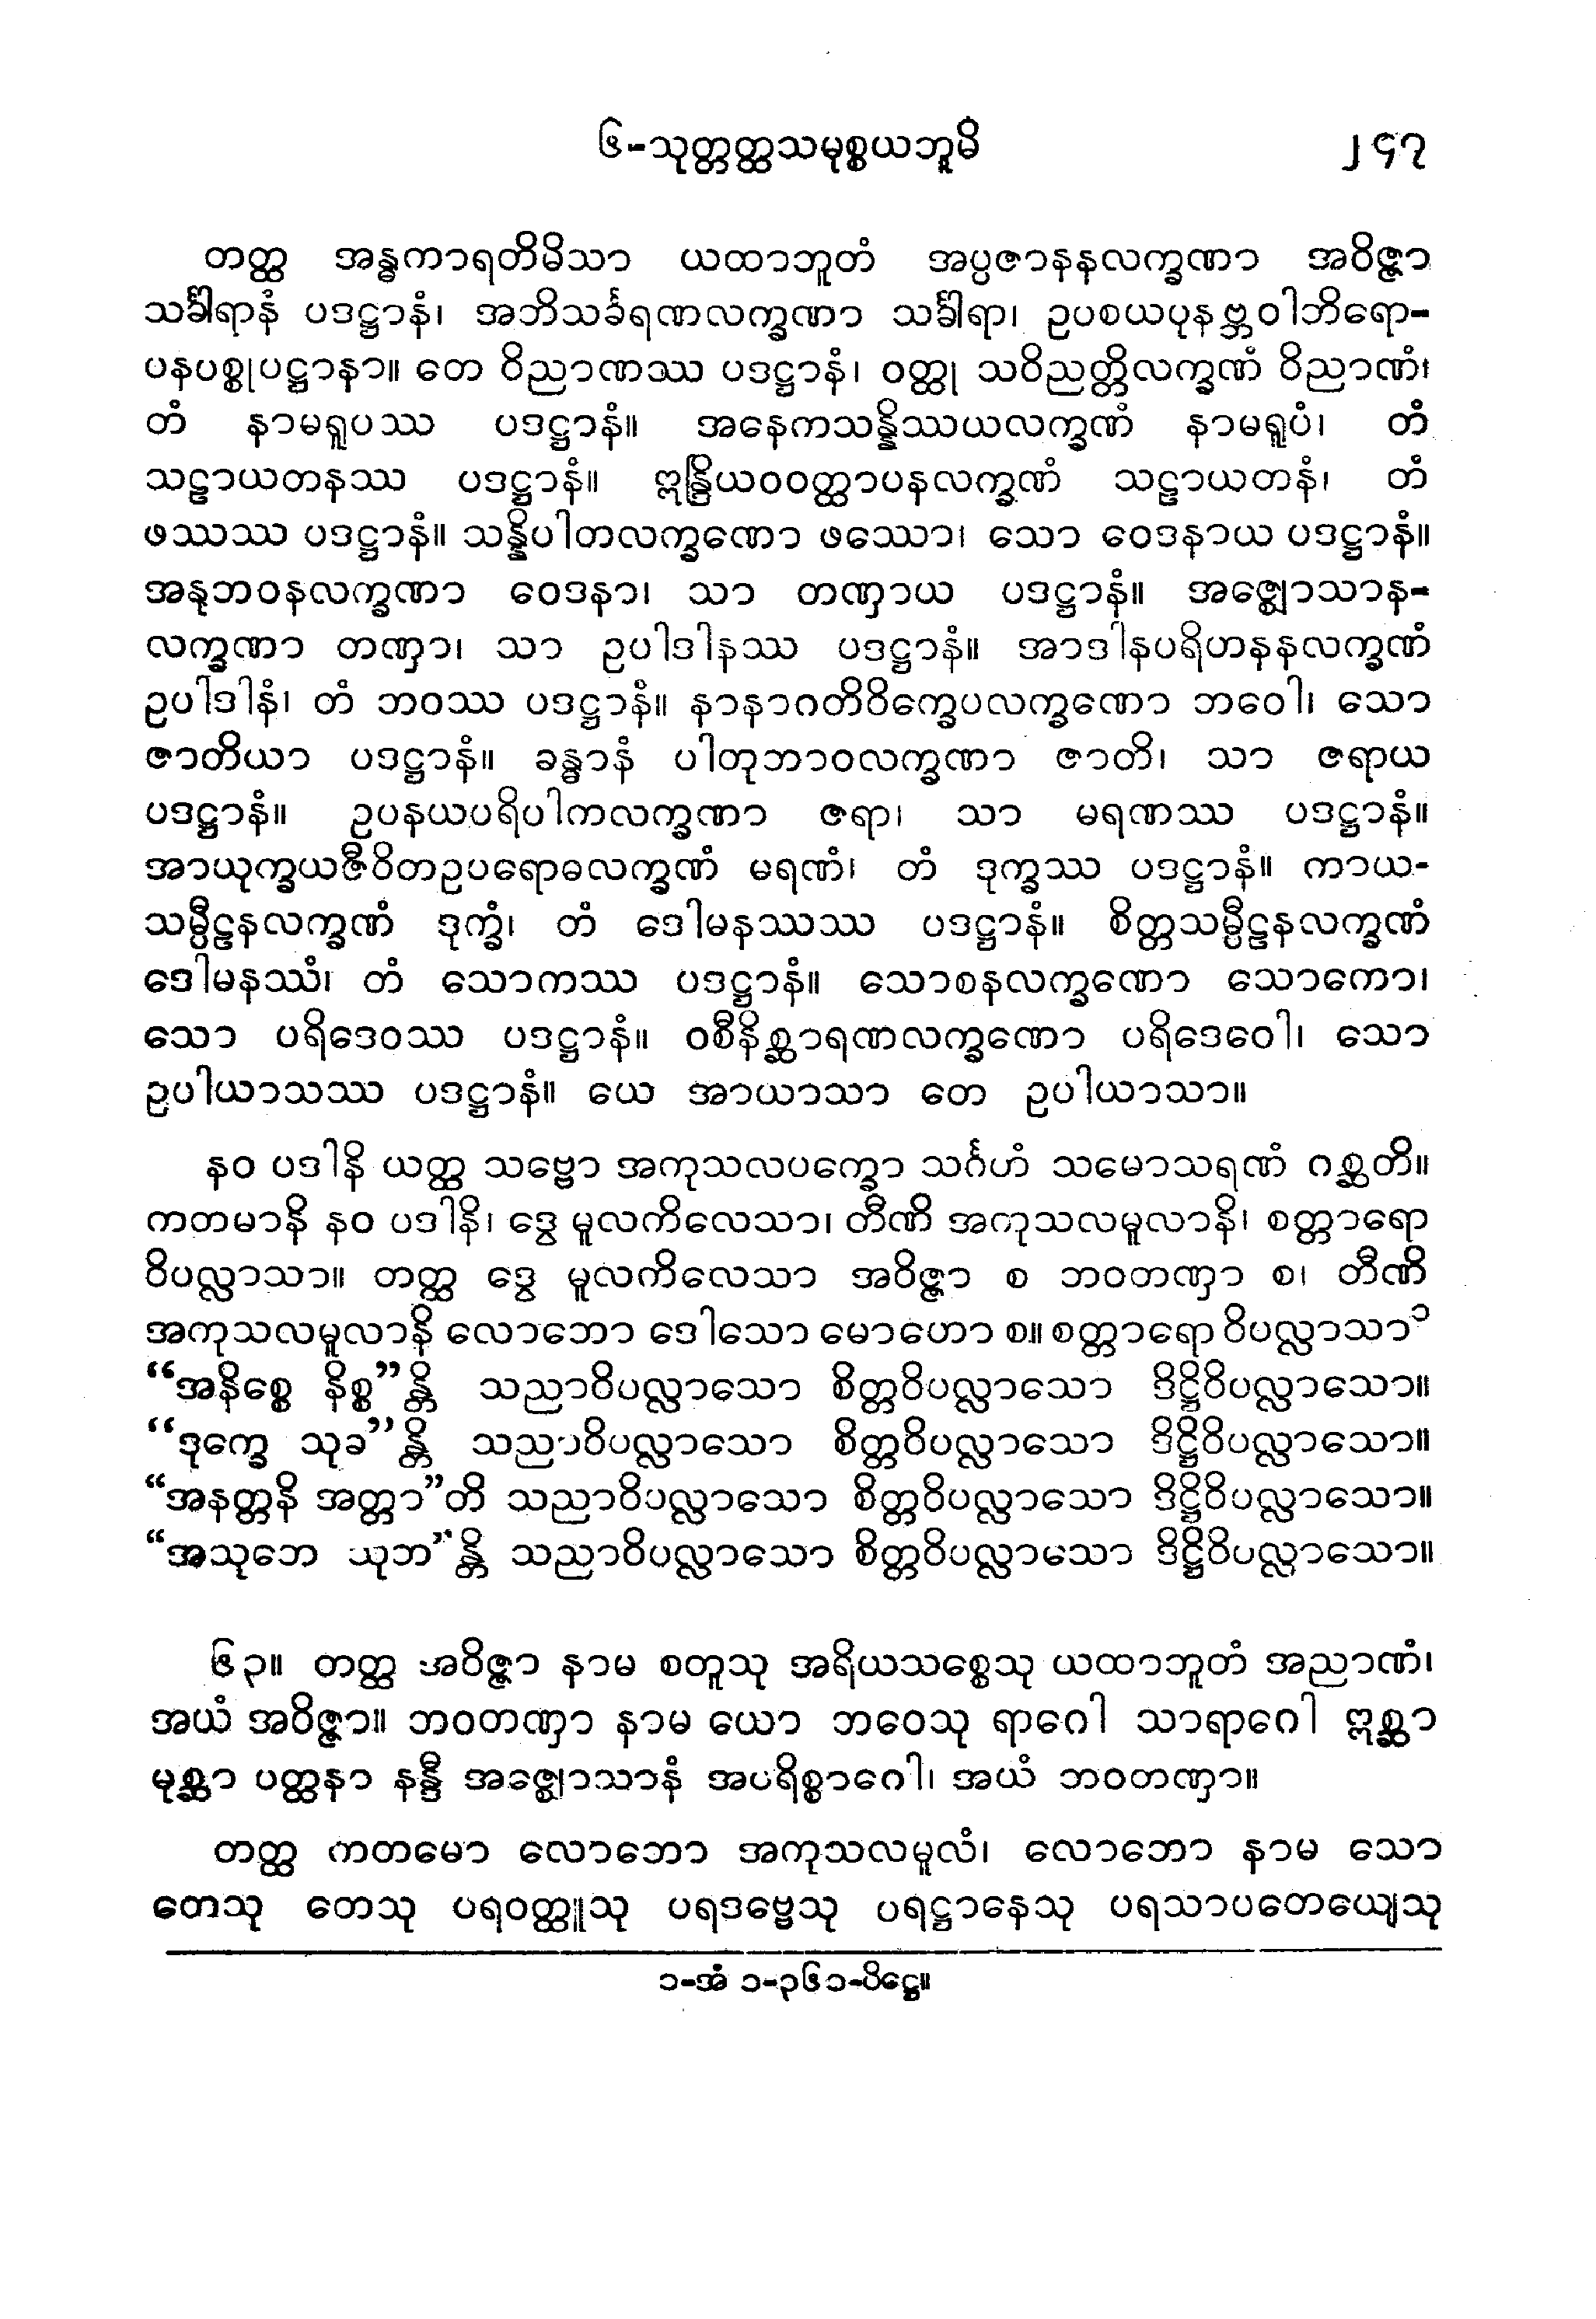 ၆-သုတ္တတ္ထသမုစ္စယဘူမိ ၂၄၇
တတ္ထ အန္ဓကာရတိမိသာ ယထာဘူတံ အပ္ပဇာနနလက္ခဏာ အဝိဇ္ဇာ
သင်္ခါရာနံ ပဒဋ္ဌာနံ၊ အဘိသင်္ခရဏလက္ခဏာ သင်္ခါရာ၊ ဥပစယပုနဗ္ဘဝါဘိရော-
ပနပစ္စုပဋ္ဌာနာ။ တေ ဝိညာဏဿ ပဒဋ္ဌာနံ၊ ဝတ္ထု သဝိညတ္တိလက္ခဏံ ဝိညာဏံ၊
တံ နာမရူပဿ ပဒဋ္ဌာနံ။ အနေကသန္နိဿယလက္ခဏံ နာမရူပံ၊ တံ
သဠာယတနဿ ပဒဋ္ဌာနံ။ ဣန္ဒြိယဝဝတ္ထာပနလက္ခဏံ သဠာယတနံ၊ တံ
ဖဿဿ ပဒဋ္ဌာနံ။ သန္နိပါတလက္ခဏော ဖဿော၊ သော ဝေဒနာယ ပဒဋ္ဌာနံ။
အနုဘဝနလက္ခဏာ ဝေဒနာ၊ သာ တဏှာယ ပဒဋ္ဌာနံ။ အဇ္ဈောသာန-
လက္ခဏာ တဏှာ၊ သာ ဥပါဒါနဿ ပဒဋ္ဌာနံ။ အာဒါနပရိဟနနလက္ခဏံ
ဥပါဒါနံ၊ တံ ဘဝဿ ပဒဋ္ဌာနံ။ နာနာဂတိဝိက္ခေပလက္ခဏော ဘဝေါ၊ သော
ဇာတိယာ ပဒဋ္ဌာနံ။ ခန္ဓာနံ ပါတုဘာဝလက္ခဏာ ဇာတိ၊ သာ ဇရာယ
ပဒဋ္ဌာနံ။ ဥပနယပရိပါကလက္ခဏာ ဇရာ၊ သာ မရဏဿ ပဒဋ္ဌာနံ။
အာယုက္ခယဇီဝိတဥပရောဓလက္ခဏံ မရဏံ၊ တံ ဒုက္ခဿ ပဒဋ္ဌာနံ။ ကာယ-
သမ္ပီဠနလက္ခဏံ ဒုက္ခံ၊ တံ ဒေါမနဿဿ ပဒဋ္ဌာနံ။ စိတ္တသမ္ပီဠနလက္ခဏံ
ဒေါမနဿံ၊ တံ သောကဿ ပဒဋ္ဌာနံ။ သောစနလက္ခဏော သောကော၊
သော ပရိဒေဝဿ ပဒဋ္ဌာနံ။ ဝစီနိစ္ဆာရဏလက္ခဏော ပရိဒေဝေါ၊ သော
ဥပါယာသဿ ပဒဋ္ဌာနံ။ ယေ အာယာသာ တေ ဥပါယာသာ။
နဝ ပဒါနိ ယတ္ထ သဗ္ဗော အကုသလပက္ခော သင်္ဂဟံ သမောသရဏံ ဂစ္ဆတိ။
ကတမာနိ နဝ ပဒါနိ၊ ဒွေ မူလကိလေသာ၊ တီဏိ အကုသလမူလာနိ၊ စတ္တာရော
ဝိပလ္လာသာ။ တတ္ထ ဒွေ မူလကိလေသာ အဝိဇ္ဇာ စ ဘဝတဏှာ စ၊ တီဏိ
အကုသလမူလာနိ လောဘော ဒေါသော မောဟော စ။ စတ္တာရော ဝိပလ္လာသာ၁
“အနိစ္စေ နိစ္စ”န္တိ သညာဝိပလ္လာသော စိတ္တဝိပလ္လာသော ဒိဋ္ဌိဝိပလ္လာသော။
“ဒုက္ခေ သုခ”န္တိ သညာဝိပလ္လာသော စိတ္တဝိပလ္လာသော ဒိဋ္ဌိဝိပလ္လာသော။
“အနတ္တနိ အတ္တာ”တိ သညာဝိပလ္လာသော စိတ္တဝိပလ္လာသော ဒိဋ္ဌိဝိပလ္လာသော။
“အသုဘေ သုဘ”န္တိ သညာဝိပလ္လာသော စိတ္တဝိပလ္လာသော ဒိဋ္ဌိဝိပလ္လာသော။
၆၃။ တတ္ထ အဝိဇ္ဇာ နာမ စတူသု အရိယသစ္စေသု ယထာဘူတံ အညာဏံ၊
အယံ အဝိဇ္ဇာ။ ဘဝတဏှာ နာမ ယော ဘဝေသု ရာဂေါ သာရာဂေါ ဣစ္ဆာ
မုစ္ဆာ ပတ္ထနာ နန္ဒီ အဇ္ဈောသာနံ အပရိစ္စာဂေါ၊ အယံ ဘဝတဏှာ။
တတ္ထ ကတမော လောဘော အကုသလမူလံ၊ လောဘော နာမ သော
တေသု တေသု ပရဝတ္ထူသု ပရဒဗ္ဗေသု ပရဋ္ဌာနေသု ပရသာပတေယျေသု
၁-အံ ၁-၃၆၁-ပိဋ္ဌေ။